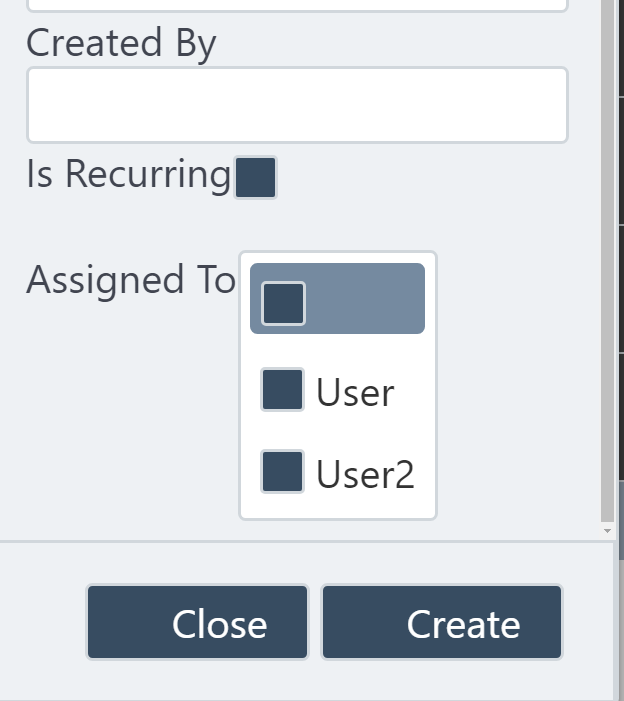 Created By
Is Recurring
Assigned To
User
User2
Close Create